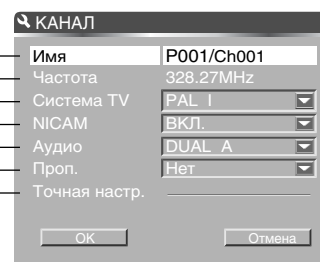 КАНАЛ
Имя P001/Ch001
Частота 328.27MHz
Система TV PAL I
NICAM ВКЛ.
Аудио DUAL A
Проп. Нет
Точная настр.
OK Отмена